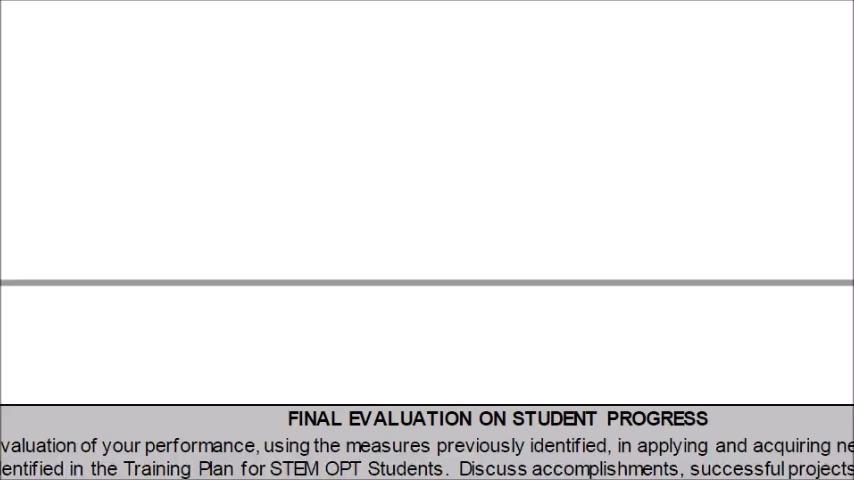 FINAL EVALUATION ON STUDENT PROGRESS
valuation of your performance, using the measures previously identified, in applying and acquiring ne
entified in the Training Plan for STEM OPT Students. Discuss accomplishments, successful projects